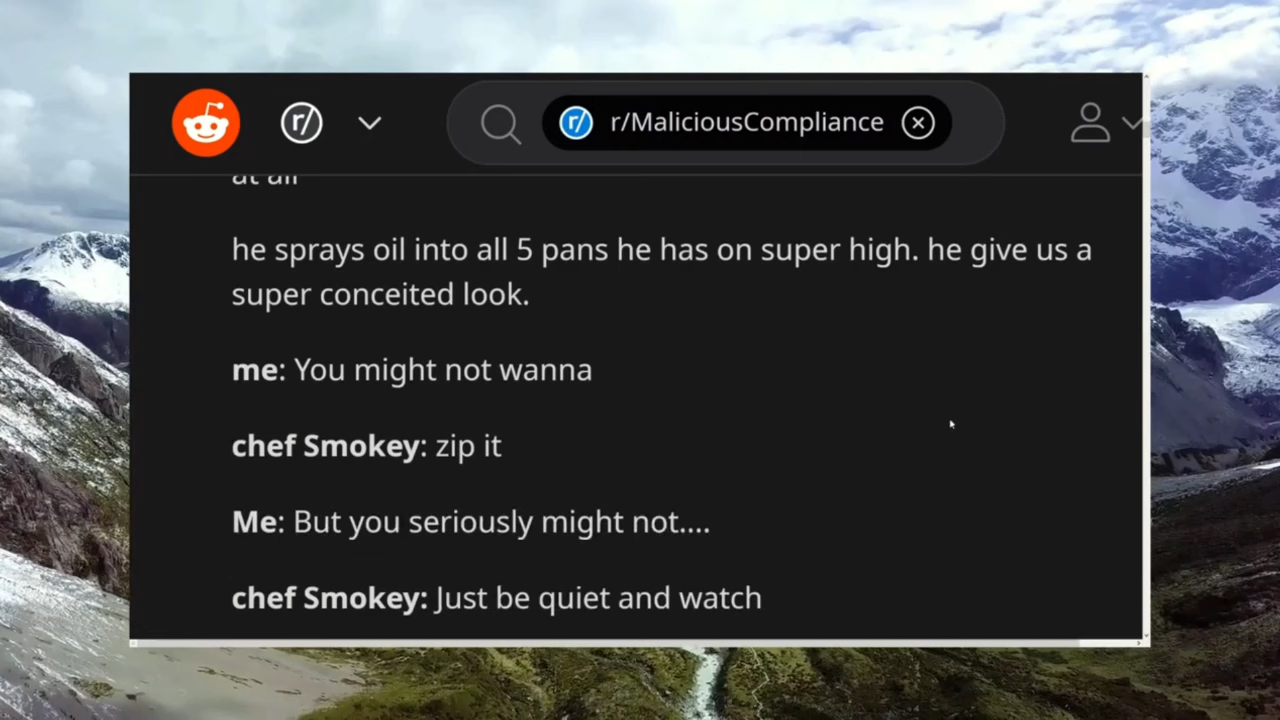 r/
r/ r/MaliciousCompliance
at all
he sprays oil into all 5 pans he has on super high. he give us a
super conceited look.
me: You might not wanna
chef Smokey: zip it
Me: But you seriously might not....
chef Smokey: Just be quiet and watch